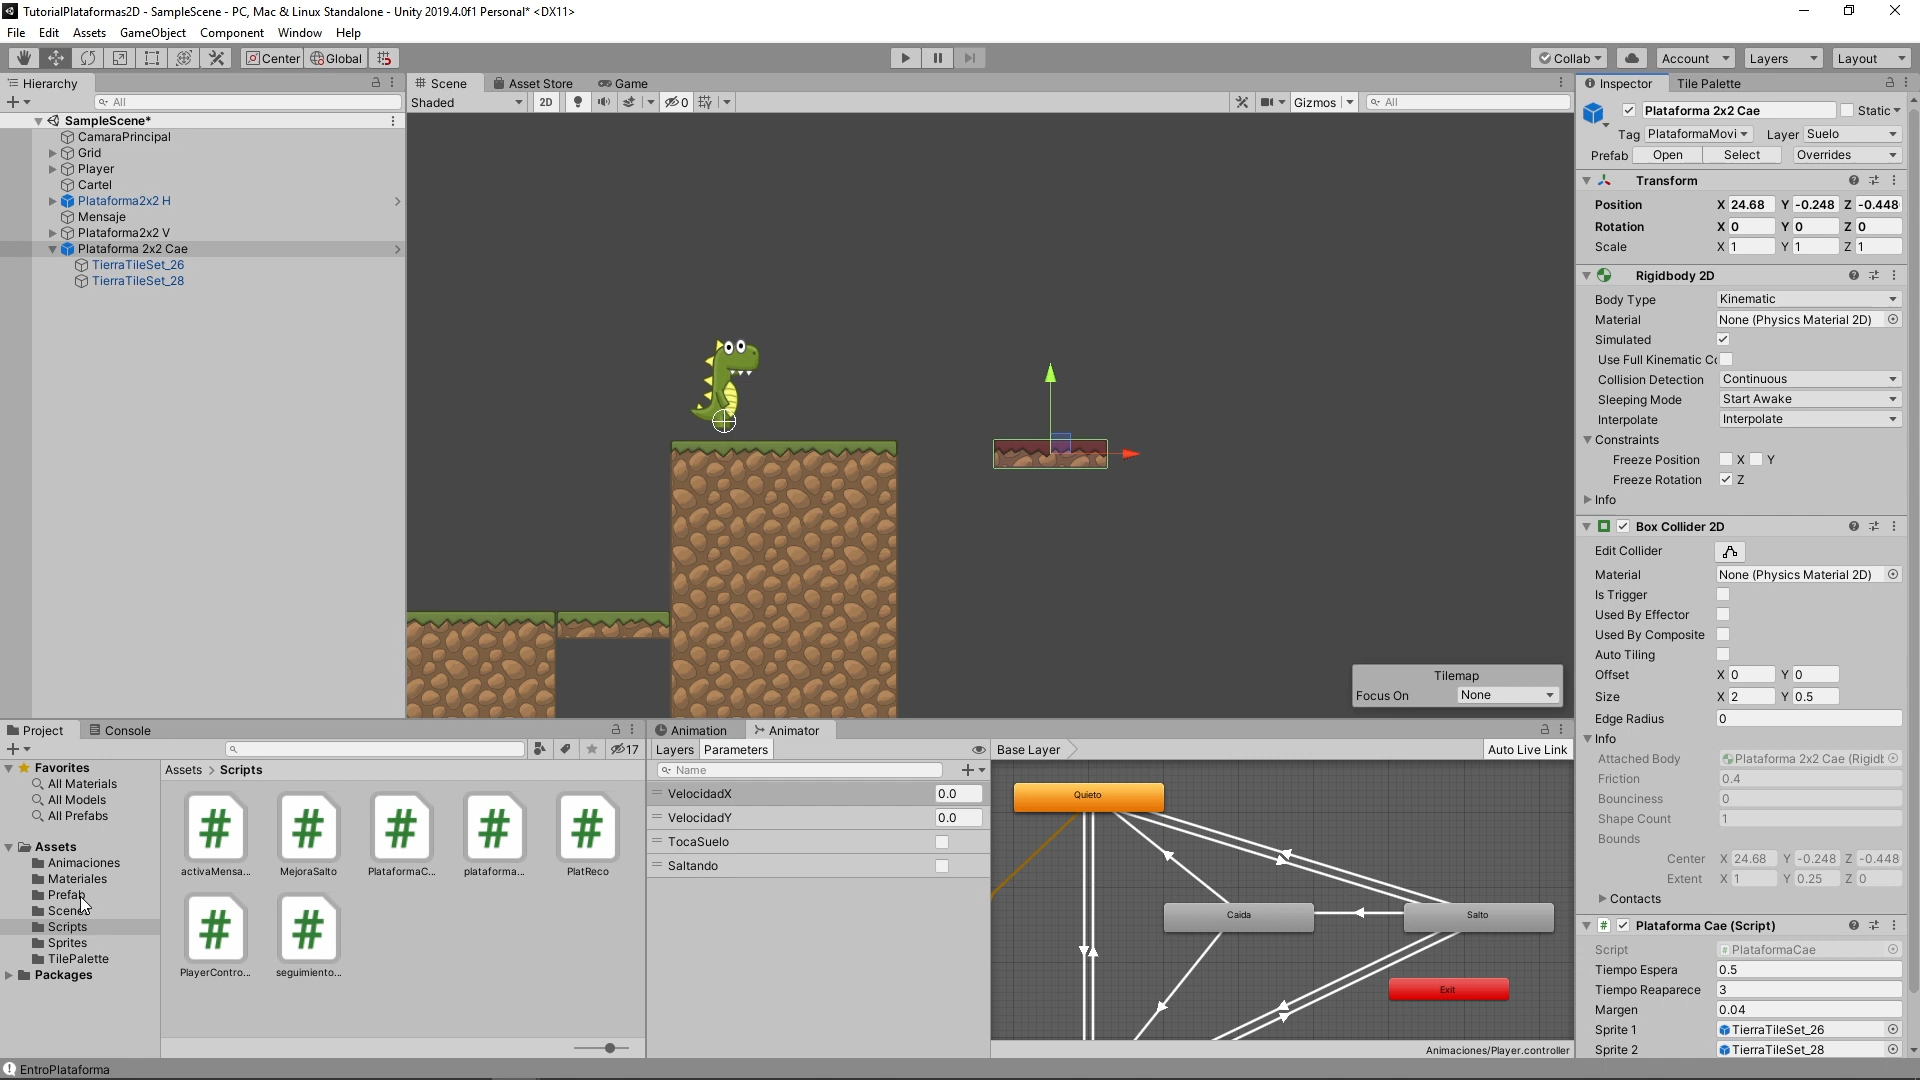 TutorialPlataformas2D - SampleScene - PC, Mac & Linux Standalone - Unity 2019.4.0f1 Personal* <DX11>
File Edit Assets GameObject Component Window Help
Center Global Collab Account Layers Layout
Hierarchy
All
SampleScene*
CamaraPrincipal
Grid
Player
Cartel
Plataforma2x2 H
Mensaje
Plataforma2x2 V
Plataforma 2x2 Cae
TierraTileSet_26
TierraTileSet_28
Scene Asset Store Game
Shaded 2D 0 Gizmos All
Tilemap
Focus On None
Inspector Tile Palette
Plataforma 2x2 Cae Static
Tag PlataformaMovi Layer Suelo
Prefab Open Select Overrides
Transform
Position X 24.68 Y -0.248 Z -0.448
Rotation X 0 Y 0 Z 0
Scale X 1 Y 1 Z 1
Rigidbody 2D
Body Type Kinematic
Material None (Physics Material 2D)
Simulated
Use Full Kinematic Co
Collision Detection Continuous
Sleeping Mode Start Awake
Interpolate Interpolate
Constraints
Freeze Position X Y
Freeze Rotation Z
Info
Box Collider 2D
Edit Collider
Material None (Physics Material 2D)
Is Trigger
Used By Effector
Used By Composite
Auto Tiling
Offset X 0 Y 0
Size X 2 Y 0.5
Edge Radius 0
Info
Attached Body Plataforma 2x2 Cae (Rigidb
Friction 0.4
Bounciness 0
Shape Count 1
Bounds
Center X 24.68 Y -0.248 Z -0.448
Extent X 1 Y 0.25 Z 0
Contacts
Plataforma Cae (Script)
Script PlataformaCae
Tiempo Espera 0.5
Tiempo Reaparece 3
Margen 0.04
Sprite 1 TierraTileSet_26
Sprite 2 TierraTileSet_28
Project Console
17
Favorites
All Materials
All Models
All Prefabs
Assets
Animaciones
Materiales
Prefab
Scenes
Scripts
Sprites
TilePalette
Packages
Assets > Scripts
activaMensa... MejoraSalto PlataformaC... plataforma... PlatReco
PlayerContro... seguimiento...
Animation Animator
Layers Parameters Base Layer Auto Live Link
Name
VelocidadX 0.0
VelocidadY 0.0
TocaSuelo
Saltando
Quieto
Caida
Salto
Exit
Animaciones/Player.controller
EntroPlataforma